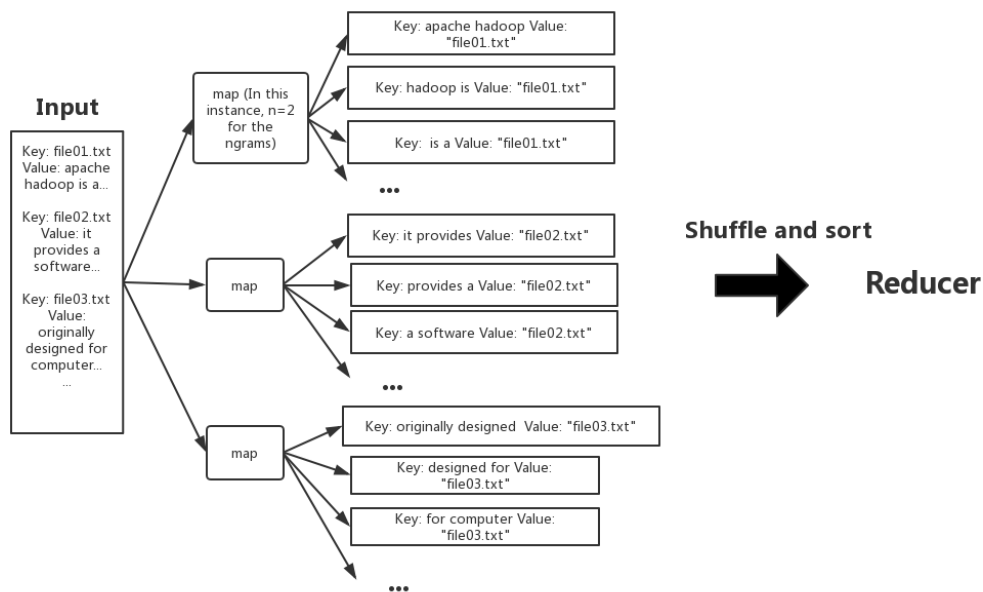 Input
Key: file01.txt
Value: apache
hadoop is a...
Key: file02.txt
Value: it
provides a
software...
Key: file03.txt
Value:
originally
designed for
computer...
...
map (In this
instance, n=2
for the
ngrams)
Key: apache hadoop Value:
"file01.txt"
Key: hadoop is Value: "file01.txt"
Key:  is a Value: "file01.txt"
...
map
Key: it provides Value: "file02.txt"
Key: provides a Value: "file02.txt"
Key: a software Value: "file02.txt"
...
map
Key: originally designed  Value: "file03.txt"
Key: designed for Value:
"file03.txt"
Key: for computer Value:
"file03.txt"
...
Shuffle and sort
Reducer